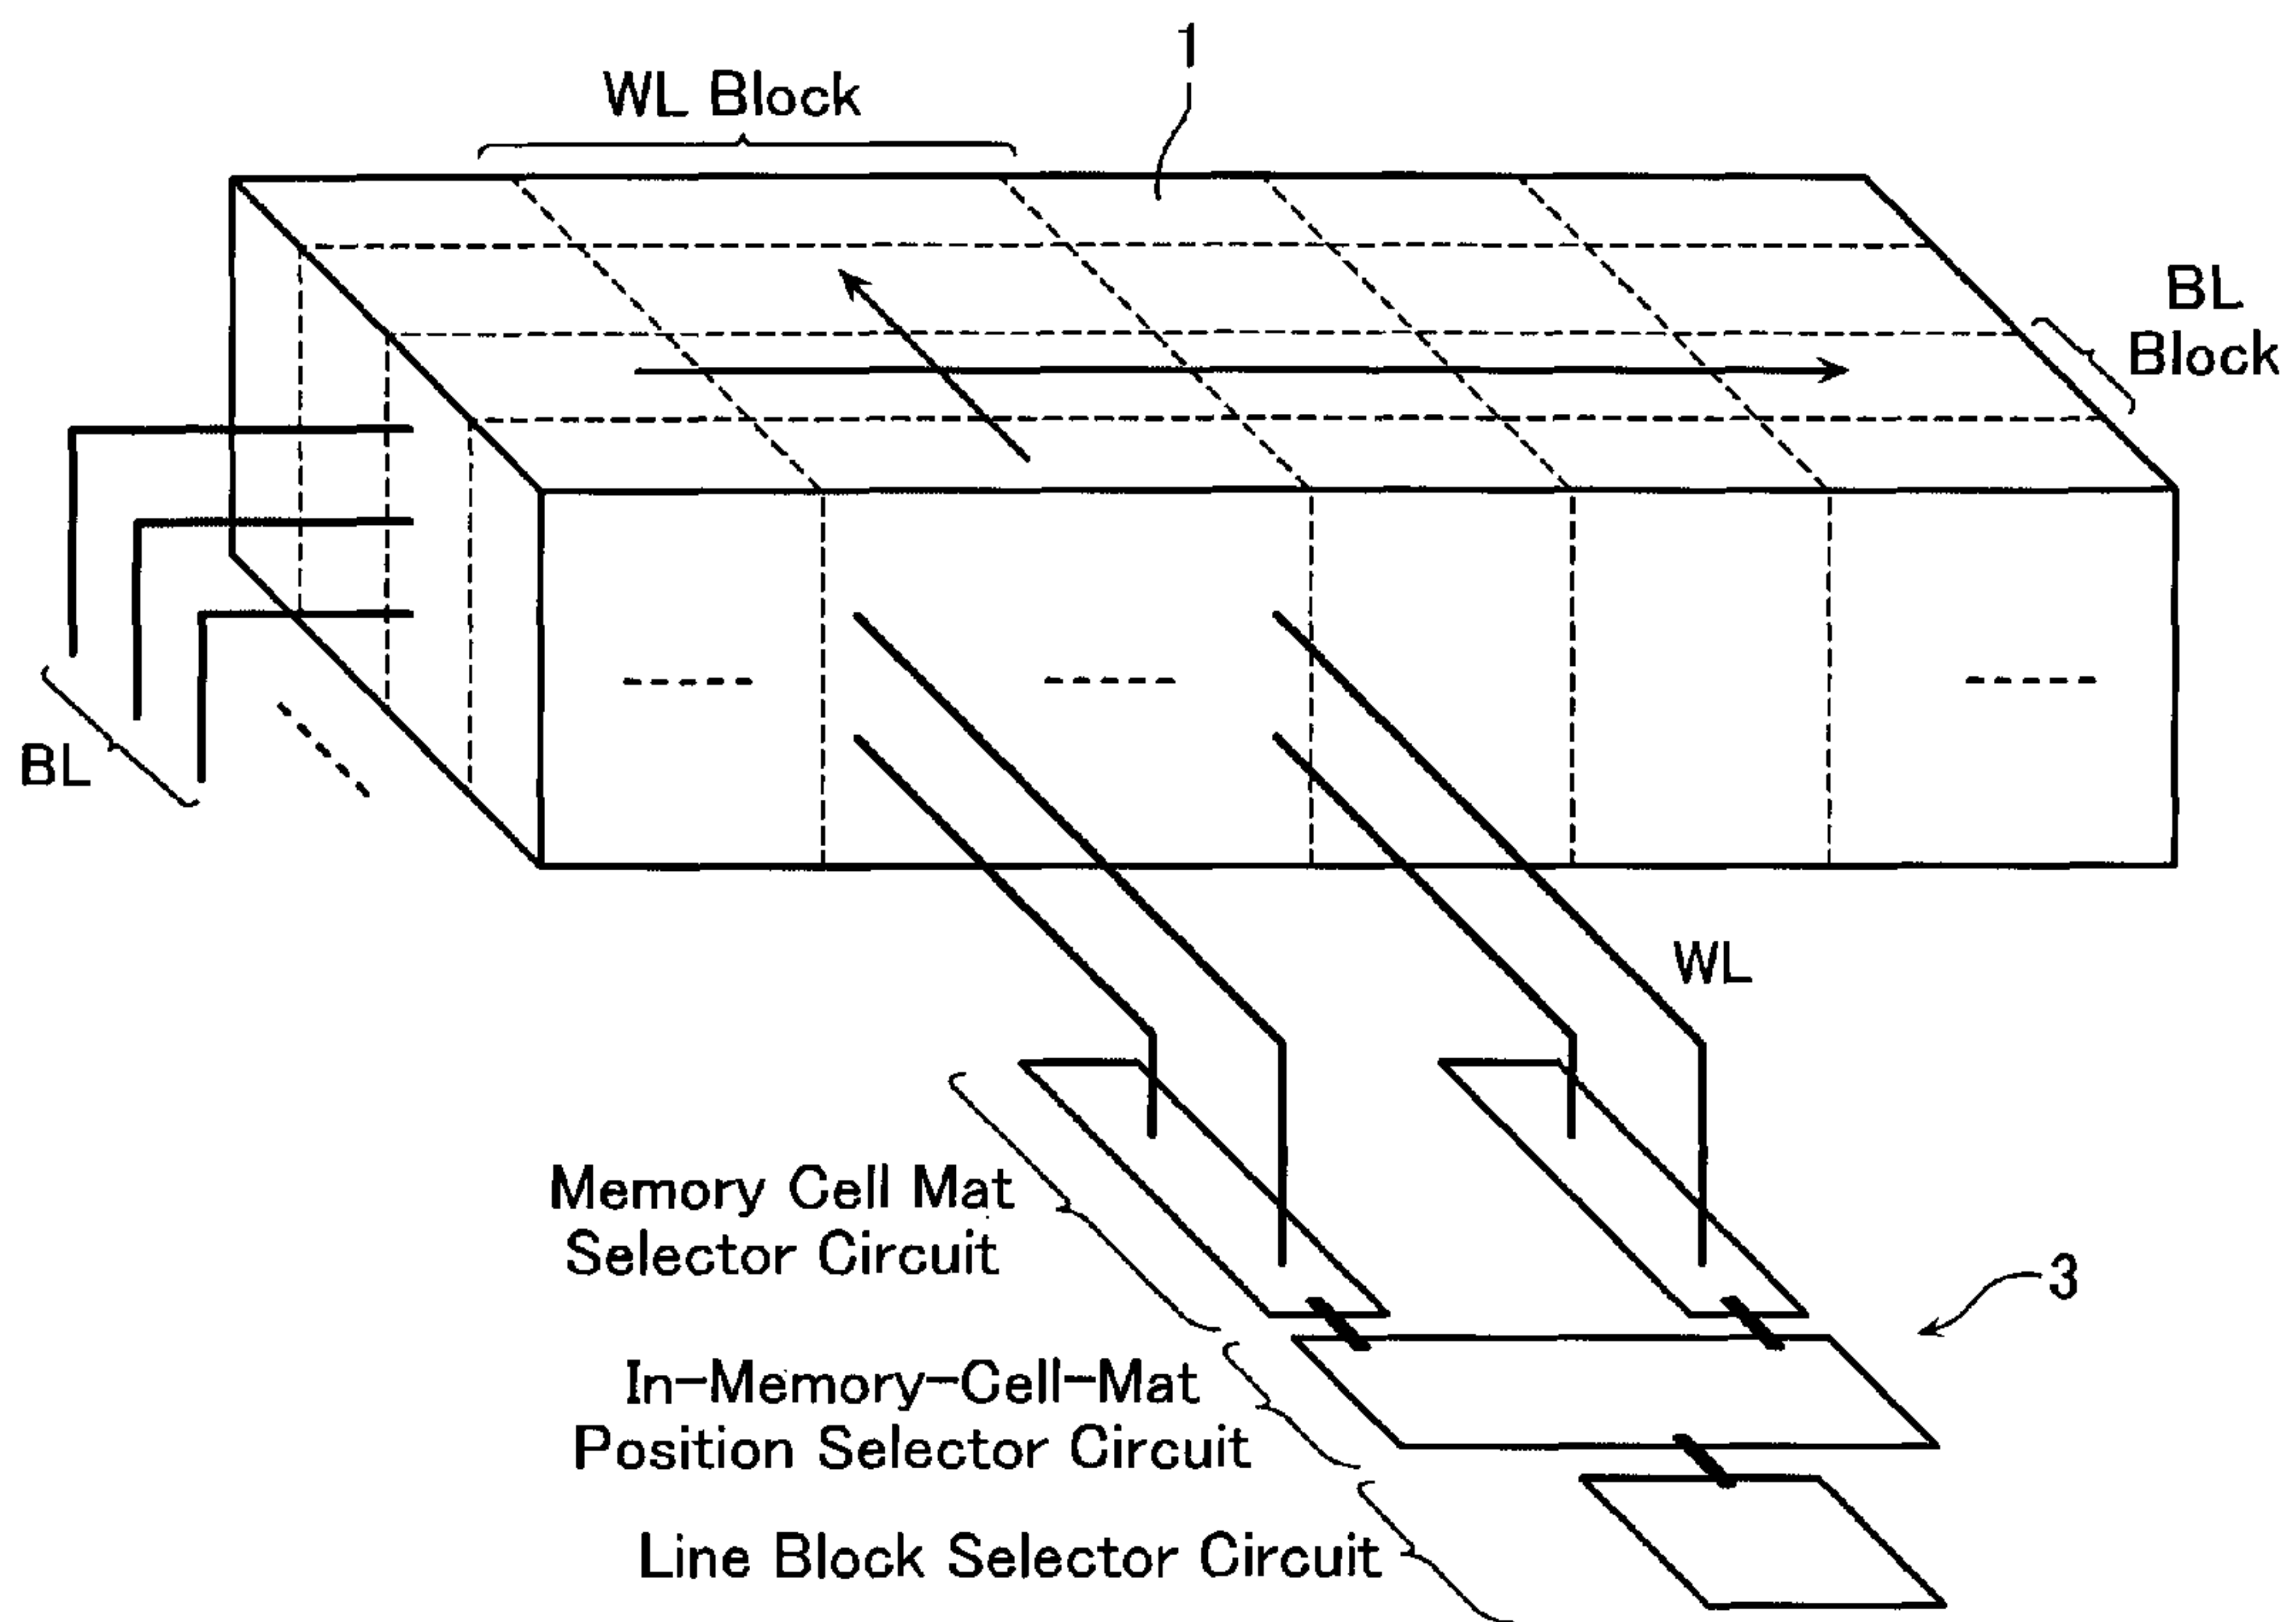 1
WL Block
BL
Block
BL
WL
Memory Cell Mat
Selector Circuit
3
In-Memory-Cell-Mat
Position Selector Circuit
Line Block Selector Circuit